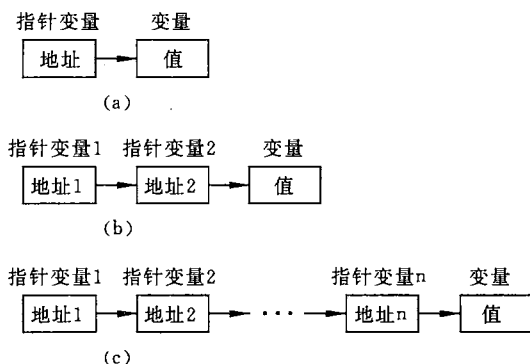 指针变量 变量
地址 值
(a)
指针变量1 指针变量2 变量
地址1 地址2 值
(b)
指针变量1 指针变量2 指针变量n 变量
地址1 地址2 ··· 地址n 值
(c)